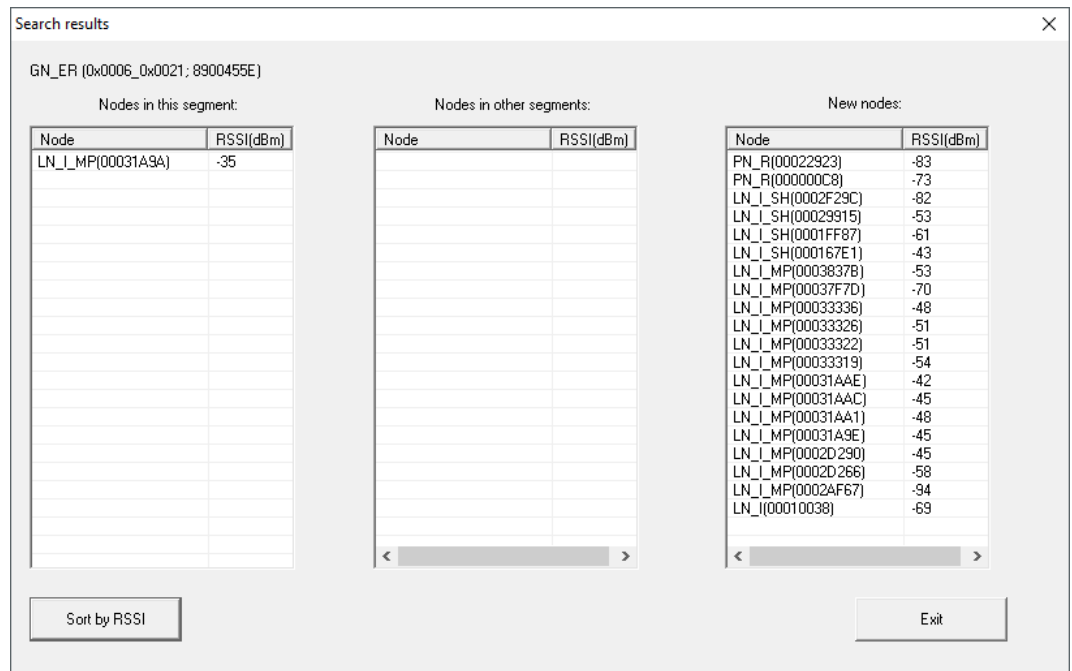 Search results
GN_ER (0x0006_0x0021; 8900455E)
Nodes in this segment:
Node RSSI(dBm)
LN_I_MP(00031A9A) -35
Nodes in other segments:
Node RSSI(dBm)
New nodes:
Node RSSI(dBm)
PN_R(00022923) -83
PN_R(000000C8) -73
LN_I_SH(0002F29C) -82
LN_I_SH(00029915) -53
LN_I_SH(0001FF87) -61
LN_I_SH(000167E1) -43
LN_I_MP(0003837B) -53
LN_I_MP(00037F7D) -70
LN_I_MP(00033336) -48
LN_I_MP(00033326) -51
LN_I_MP(00033322) -51
LN_I_MP(00033319) -54
LN_I_MP(00031AAE) -42
LN_I_MP(00031AAC) -45
LN_I_MP(00031AA1) -48
LN_I_MP(00031A9E) -45
LN_I_MP(0002D290) -45
LN_I_MP(0002D266) -58
LN_I_MP(0002AF67) -94
LN_I(00010038) -69
Sort by RSSI
Exit